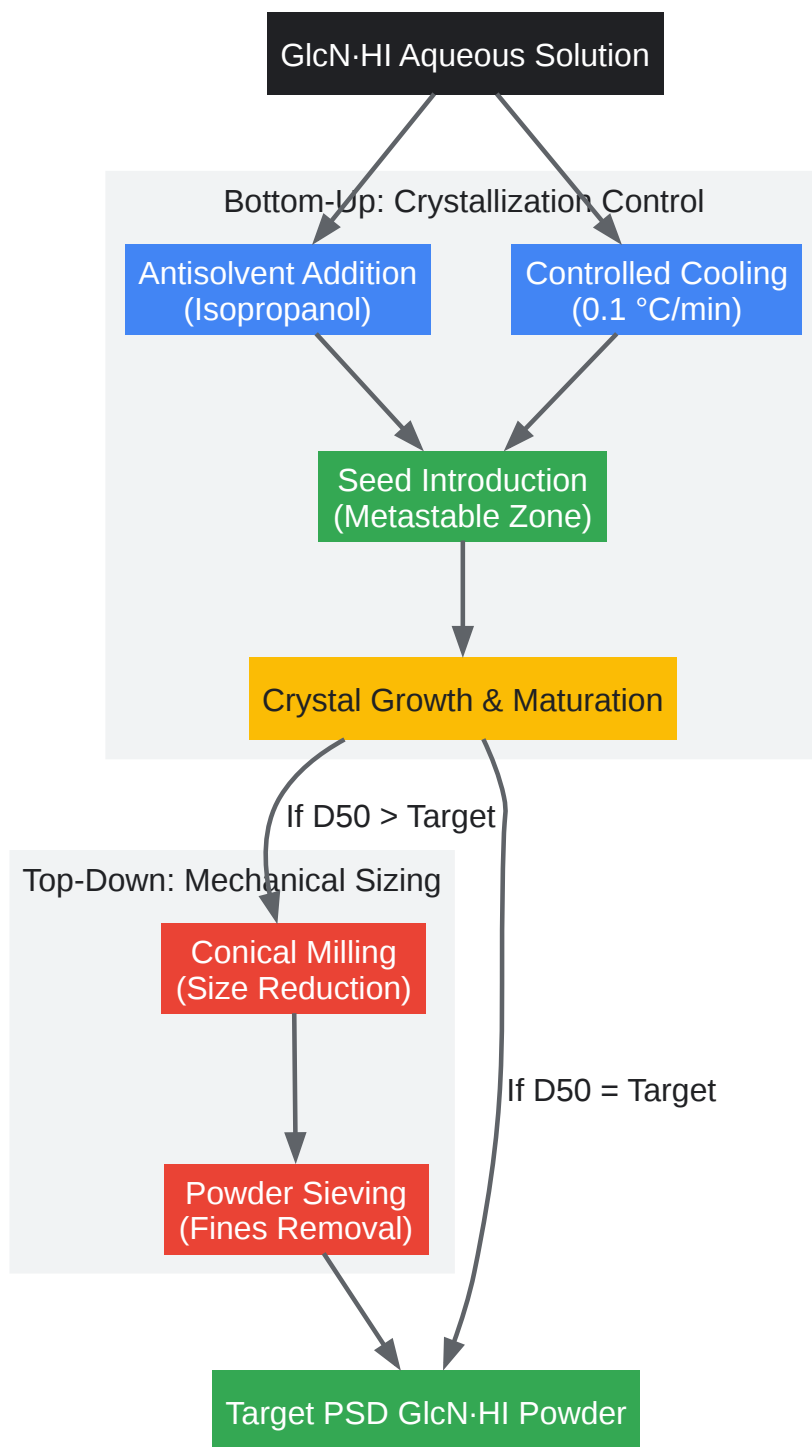 GlcN·HI Aqueous Solution
Bottom-Up: Crystallization Control
Antisolvent Addition
(Isopropanol)
Controlled Cooling
(0.1 °C/min)
Seed Introduction
(Metastable Zone)
Crystal Growth & Maturation
If D50 > Target
Top-Down: Mechanical Sizing
Conical Milling
(Size Reduction)
If D50 = Target
Powder Sieving
(Fines Removal)
Target PSD GlcN·HI Powder